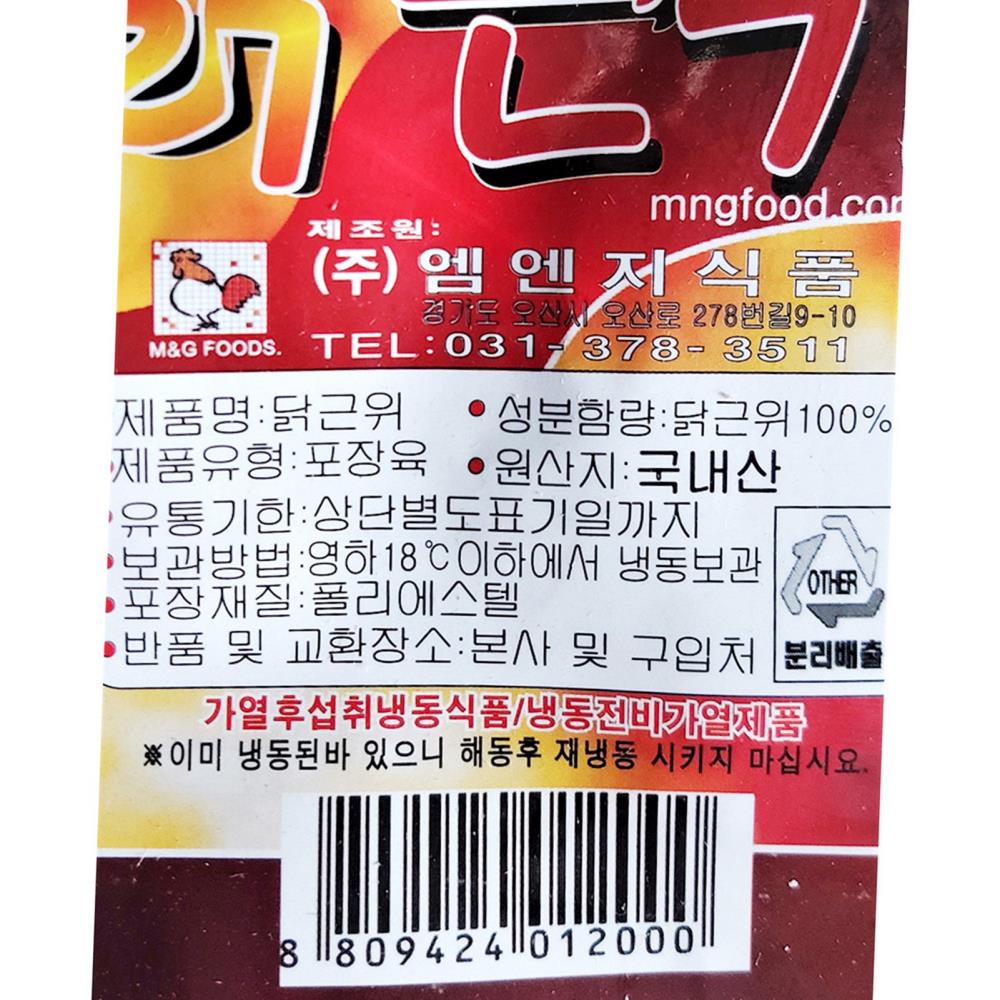 mngfood.com
제조원:
(주) 엠엔지식품
경기도 오산시 오산로 278번길9-10
M&G FOODS.
TEL:031-378-3511
제품명:닭근위
• 성분함량:닭근위100%
• 제품유형:포장육
• 원산지:국내산
• 유통기한:상단별도표기일까지
• 보관방법:영하18℃이하에서 냉동보관
• 포장재질:폴리에스텔
• 반품 및 교환장소:본사 및 구입처
OTHER
분리배출
가열후섭취냉동식품/냉동전비가열제품
※이미 냉동된바 있으니 해동후 재냉동 시키지 마십시요.
8 809424 012000